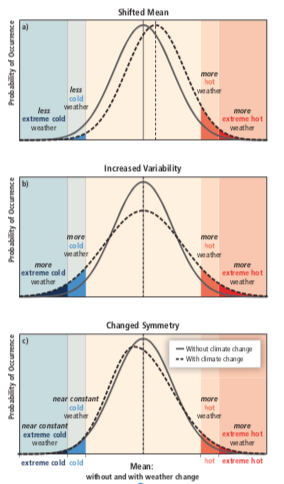 Shifted Mean
a)
Probability of Occurence
less
extreme cold
weather
less
cold
weather
more
hot
weather
more
extreme hot
weather
Increased Variability
b)
Probability of Occurrence
more
extreme cold
weather
more
cold
weather
more
hot
weather
more
extreme hot
weather
Changed Symmetry
c)
Probability of Occurrence
Without climate change
With climate change
near constant
extreme cold
weather
near constant
cold
weather
more
hot
weather
more
extreme hot
weather
extreme cold cold hot extreme hot
Mean:
without and with weather change